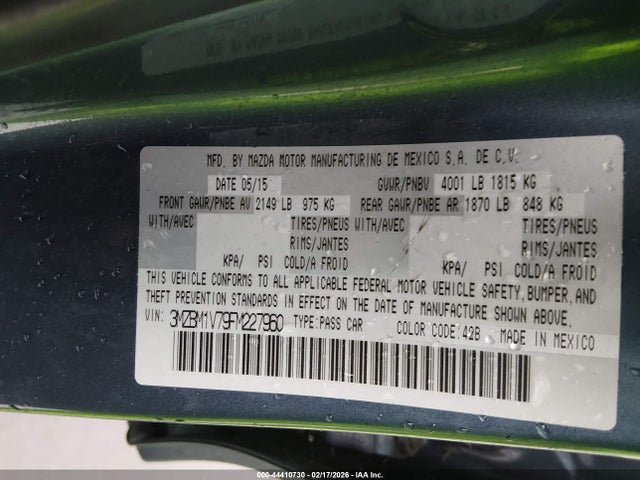 MFD. BY MAZDA MOTOR MANUFACTURING DE MEXICO S.A. DE C.V.
DATE 05/15 GVWR/PNBV 4001 LB 1815 KG
FRONT GAWR/PNBE AV 2149 LB 975 KG REAR GAWR/PNBE AR 1870 LB 848 KG
WITH/AVEC TIRES/PNEUS WITH/AVEC TIRES/PNEUS
RIMS/JANTES RIMS/JANTES
KPA/ PSI COLD/A FROID KPA/ PSI COLD/A FROID
THIS VEHICLE CONFORMS TO ALL APPLICABLE FEDERAL MOTOR VEHICLE SAFETY, BUMPER, AND
THEFT PREVENTION STANDARDS IN EFFECT ON THE DATE OF MANUFACTURE SHOWN ABOVE.
VIN: 3MZBM1V79FM227960 TYPE:PASS CAR COLOR CODE:42B MADE IN MEXICO
000-44410730 - 02/17/2026 - IAA Inc.